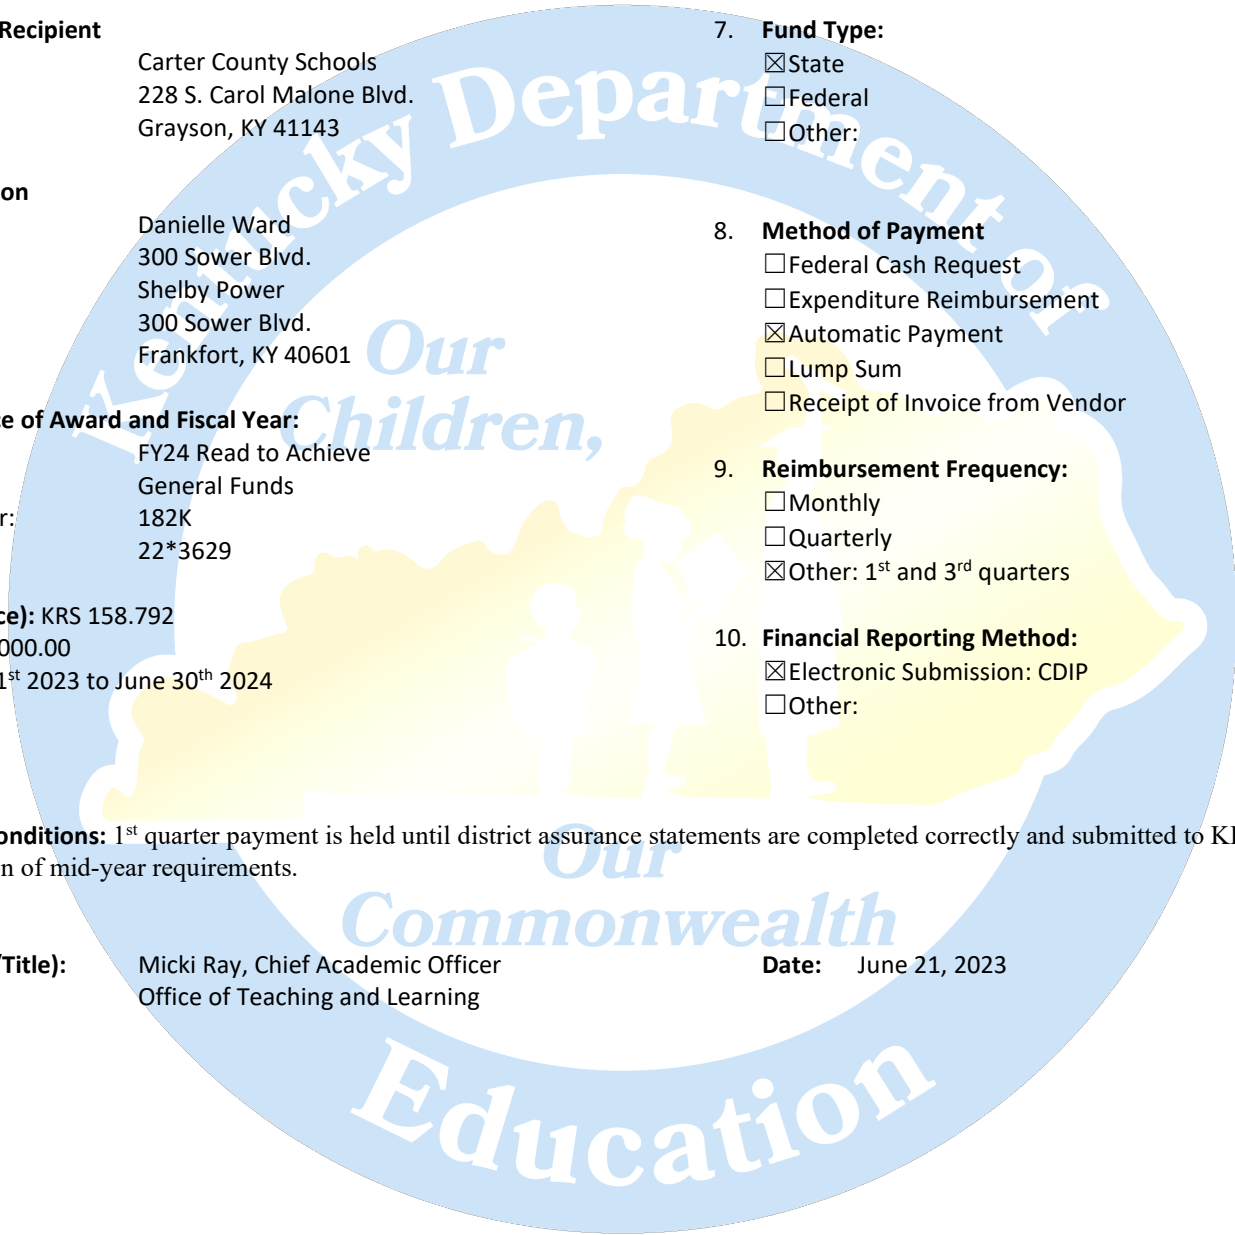 Recipient
Carter County Schools
228 S. Carol Malone Blvd.
Grayson, KY 41143
on
Danielle Ward
300 Sower Blvd.
Shelby Power
300 Sower Blvd.
Frankfort, KY 40601
ce of Award and Fiscal Year:
FY24 Read to Achieve
General Funds
r: 182K
22*3629
ce): KRS 158.792
000.00
1st 2023 to June 30th 2024
7. Fund Type:
☒State
☐Federal
☐Other:
8. Method of Payment
☐Federal Cash Request
☐Expenditure Reimbursement
☒Automatic Payment
☐Lump Sum
☐Receipt of Invoice from Vendor
9. Reimbursement Frequency:
☐Monthly
☐Quarterly
☒Other: 1st and 3rd quarters
10. Financial Reporting Method:
☒Electronic Submission: CDIP
☐Other:
onditions: 1st quarter payment is held until district assurance statements are completed correctly and submitted to K
n of mid-year requirements.
/Title): Micki Ray, Chief Academic Officer
Office of Teaching and Learning
Date: June 21, 2023
Kentucky Department of
Education
Our
Children,
Our
Commonwealth